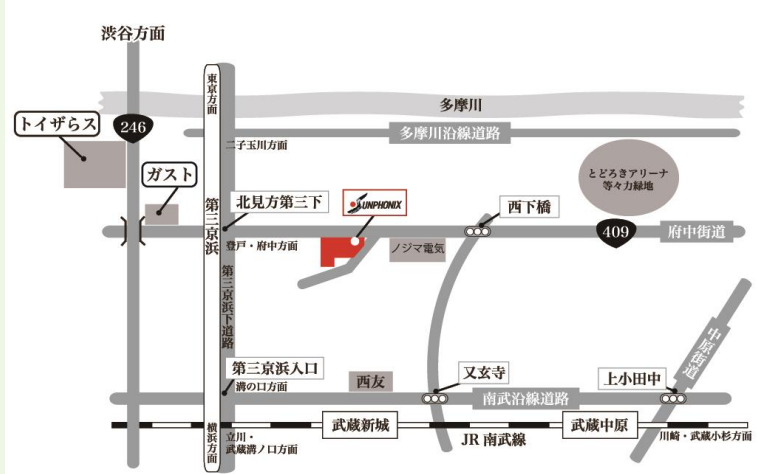 渋谷方面
東京方面
多摩川
トイザらス
246
多摩川沿線道路
二子玉川方面
ガスト
とどろきアリーナ
等々力緑地
第三京浜
北見方第三下
SUNPHONIX
西下橋
409
府中街道
登戸・府中方面
ノジマ電気
第三京浜下道路
中原街道
第三京浜入口
溝の口方面
西友
又玄寺
上小田中
南武沿線道路
横浜方面
立川・
武蔵溝ノ口方面
武蔵新城
JR 南武線
武蔵中原
川崎・武蔵小杉方面